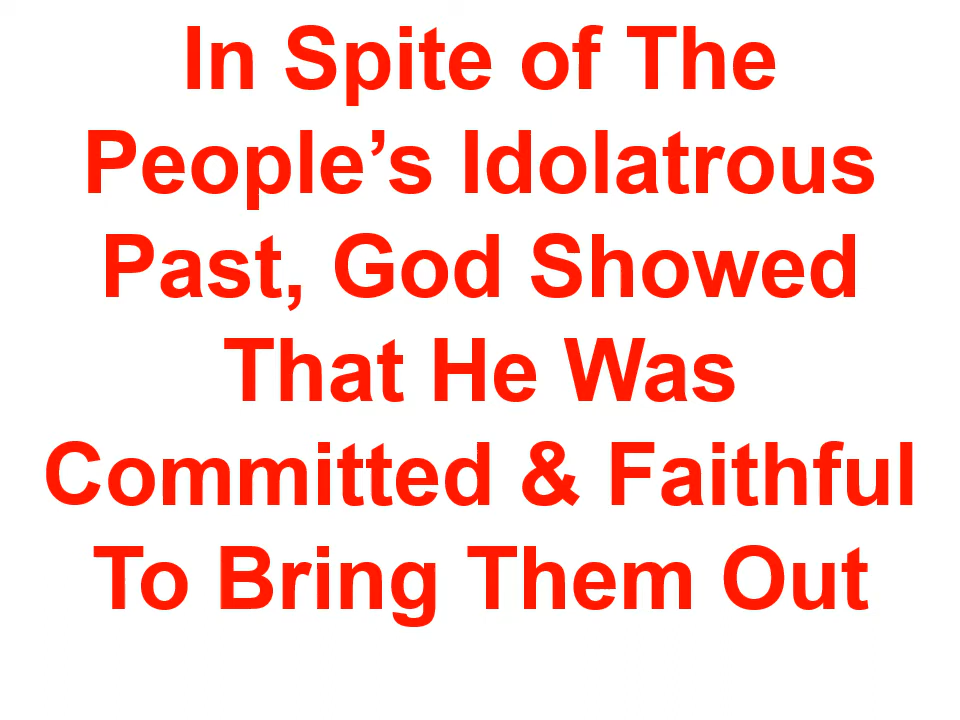 In Spite of The
People’s Idolatrous
Past, God Showed
That He Was
Committed & Faithful
To Bring Them Out